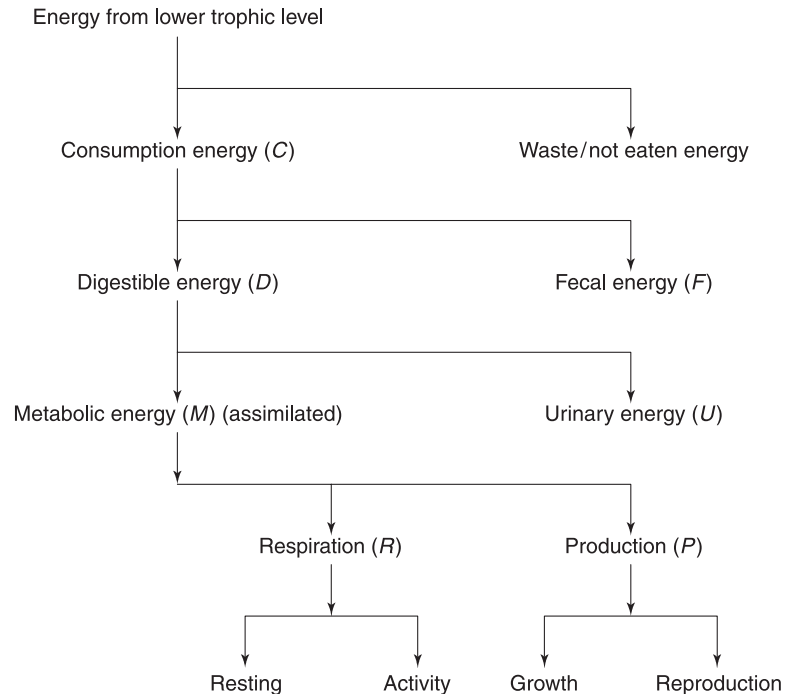 Energy from lower trophic level
Consumption energy (C)
Waste/not eaten energy
Digestible energy (D)
Fecal energy (F)
Metabolic energy (M) (assimilated)
Urinary energy (U)
Respiration (R)
Production (P)
Resting
Activity
Growth
Reproduction